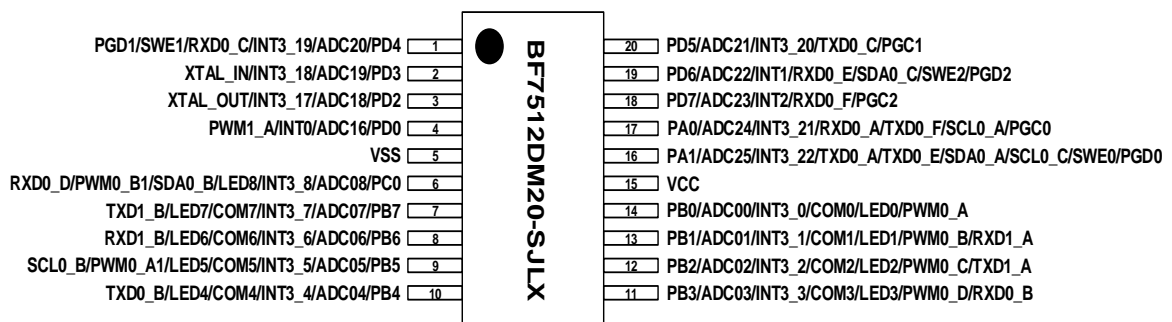 PGD1/SWE1/RXD0_C/INT3_19/ADC20/PD4 1
XTAL_IN/INT3_18/ADC19/PD3 2
XTAL_OUT/INT3_17/ADC18/PD2 3
PWM1_A/INT0/ADC16/PD0 4
VSS 5
RXD0_D/PWM0_B1/SDA0_B/LED8/INT3_8/ADC08/PC0 6
TXD1_B/LED7/COM7/INT3_7/ADC07/PB7 7
RXD1_B/LED6/COM6/INT3_6/ADC06/PB6 8
SCL0_B/PWM0_A1/LED5/COM5/INT3_5/ADC05/PB5 9
TXD0_B/LED4/COM4/INT3_4/ADC04/PB4 10
BF7512DM20-SJLX
20 PD5/ADC21/INT3_20/TXD0_C/PGC1
19 PD6/ADC22/INT1/RXD0_E/SDA0_C/SWE2/PGD2
18 PD7/ADC23/INT2/RXD0_F/PGC2
17 PA0/ADC24/INT3_21/RXD0_A/TXD0_F/SCL0_A/PGC0
16 PA1/ADC25/INT3_22/TXD0_A/TXD0_E/SDA0_A/SCL0_C/SWE0/PGD0
15 VCC
14 PB0/ADC00/INT3_0/COM0/LED0/PWM0_A
13 PB1/ADC01/INT3_1/COM1/LED1/PWM0_B/RXD1_A
12 PB2/ADC02/INT3_2/COM2/LED2/PWM0_C/TXD1_A
11 PB3/ADC03/INT3_3/COM3/LED3/PWM0_D/RXD0_B